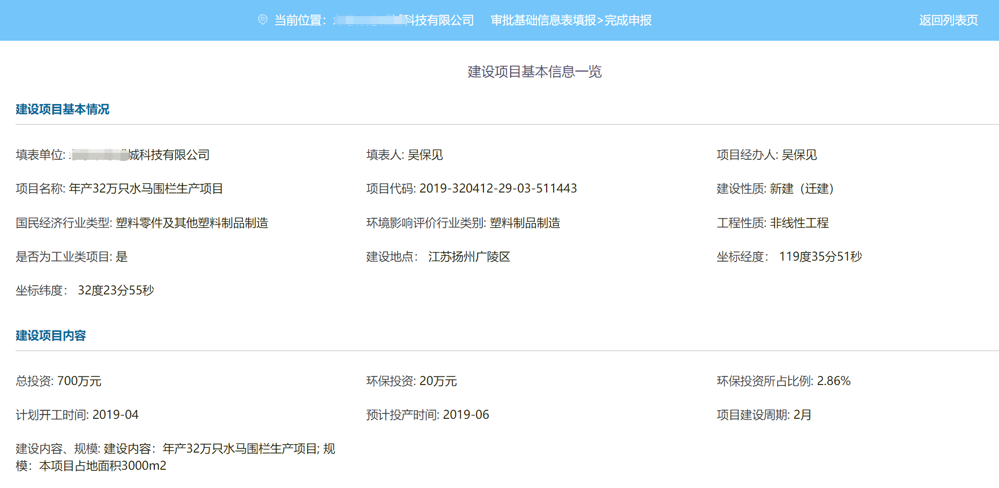 当前位置： 科技有限公司 审批基础信息表填报>完成申报 返回列表页
建设项目基本信息一览
建设项目基本情况
填表单位: 城科技有限公司 填表人: 吴保见 项目经办人: 吴保见
项目名称: 年产32万只水马围栏生产项目 项目代码: 2019-320412-29-03-511443 建设性质: 新建（迁建）
国民经济行业类型: 塑料零件及其他塑料制品制造 环境影响评价行业类别: 塑料制品制造 工程性质: 非线性工程
是否为工业类项目: 是 建设地点： 江苏扬州广陵区 坐标经度： 119度35分51秒
坐标纬度： 32度23分55秒
建设项目内容
总投资: 700万元 环保投资: 20万元 环保投资所占比例: 2.86%
计划开工时间: 2019-04 预计投产时间: 2019-06 项目建设周期: 2月
建设内容、规模: 建设内容：年产32万只水马围栏生产项目; 规
模：本项目占地面积3000m2